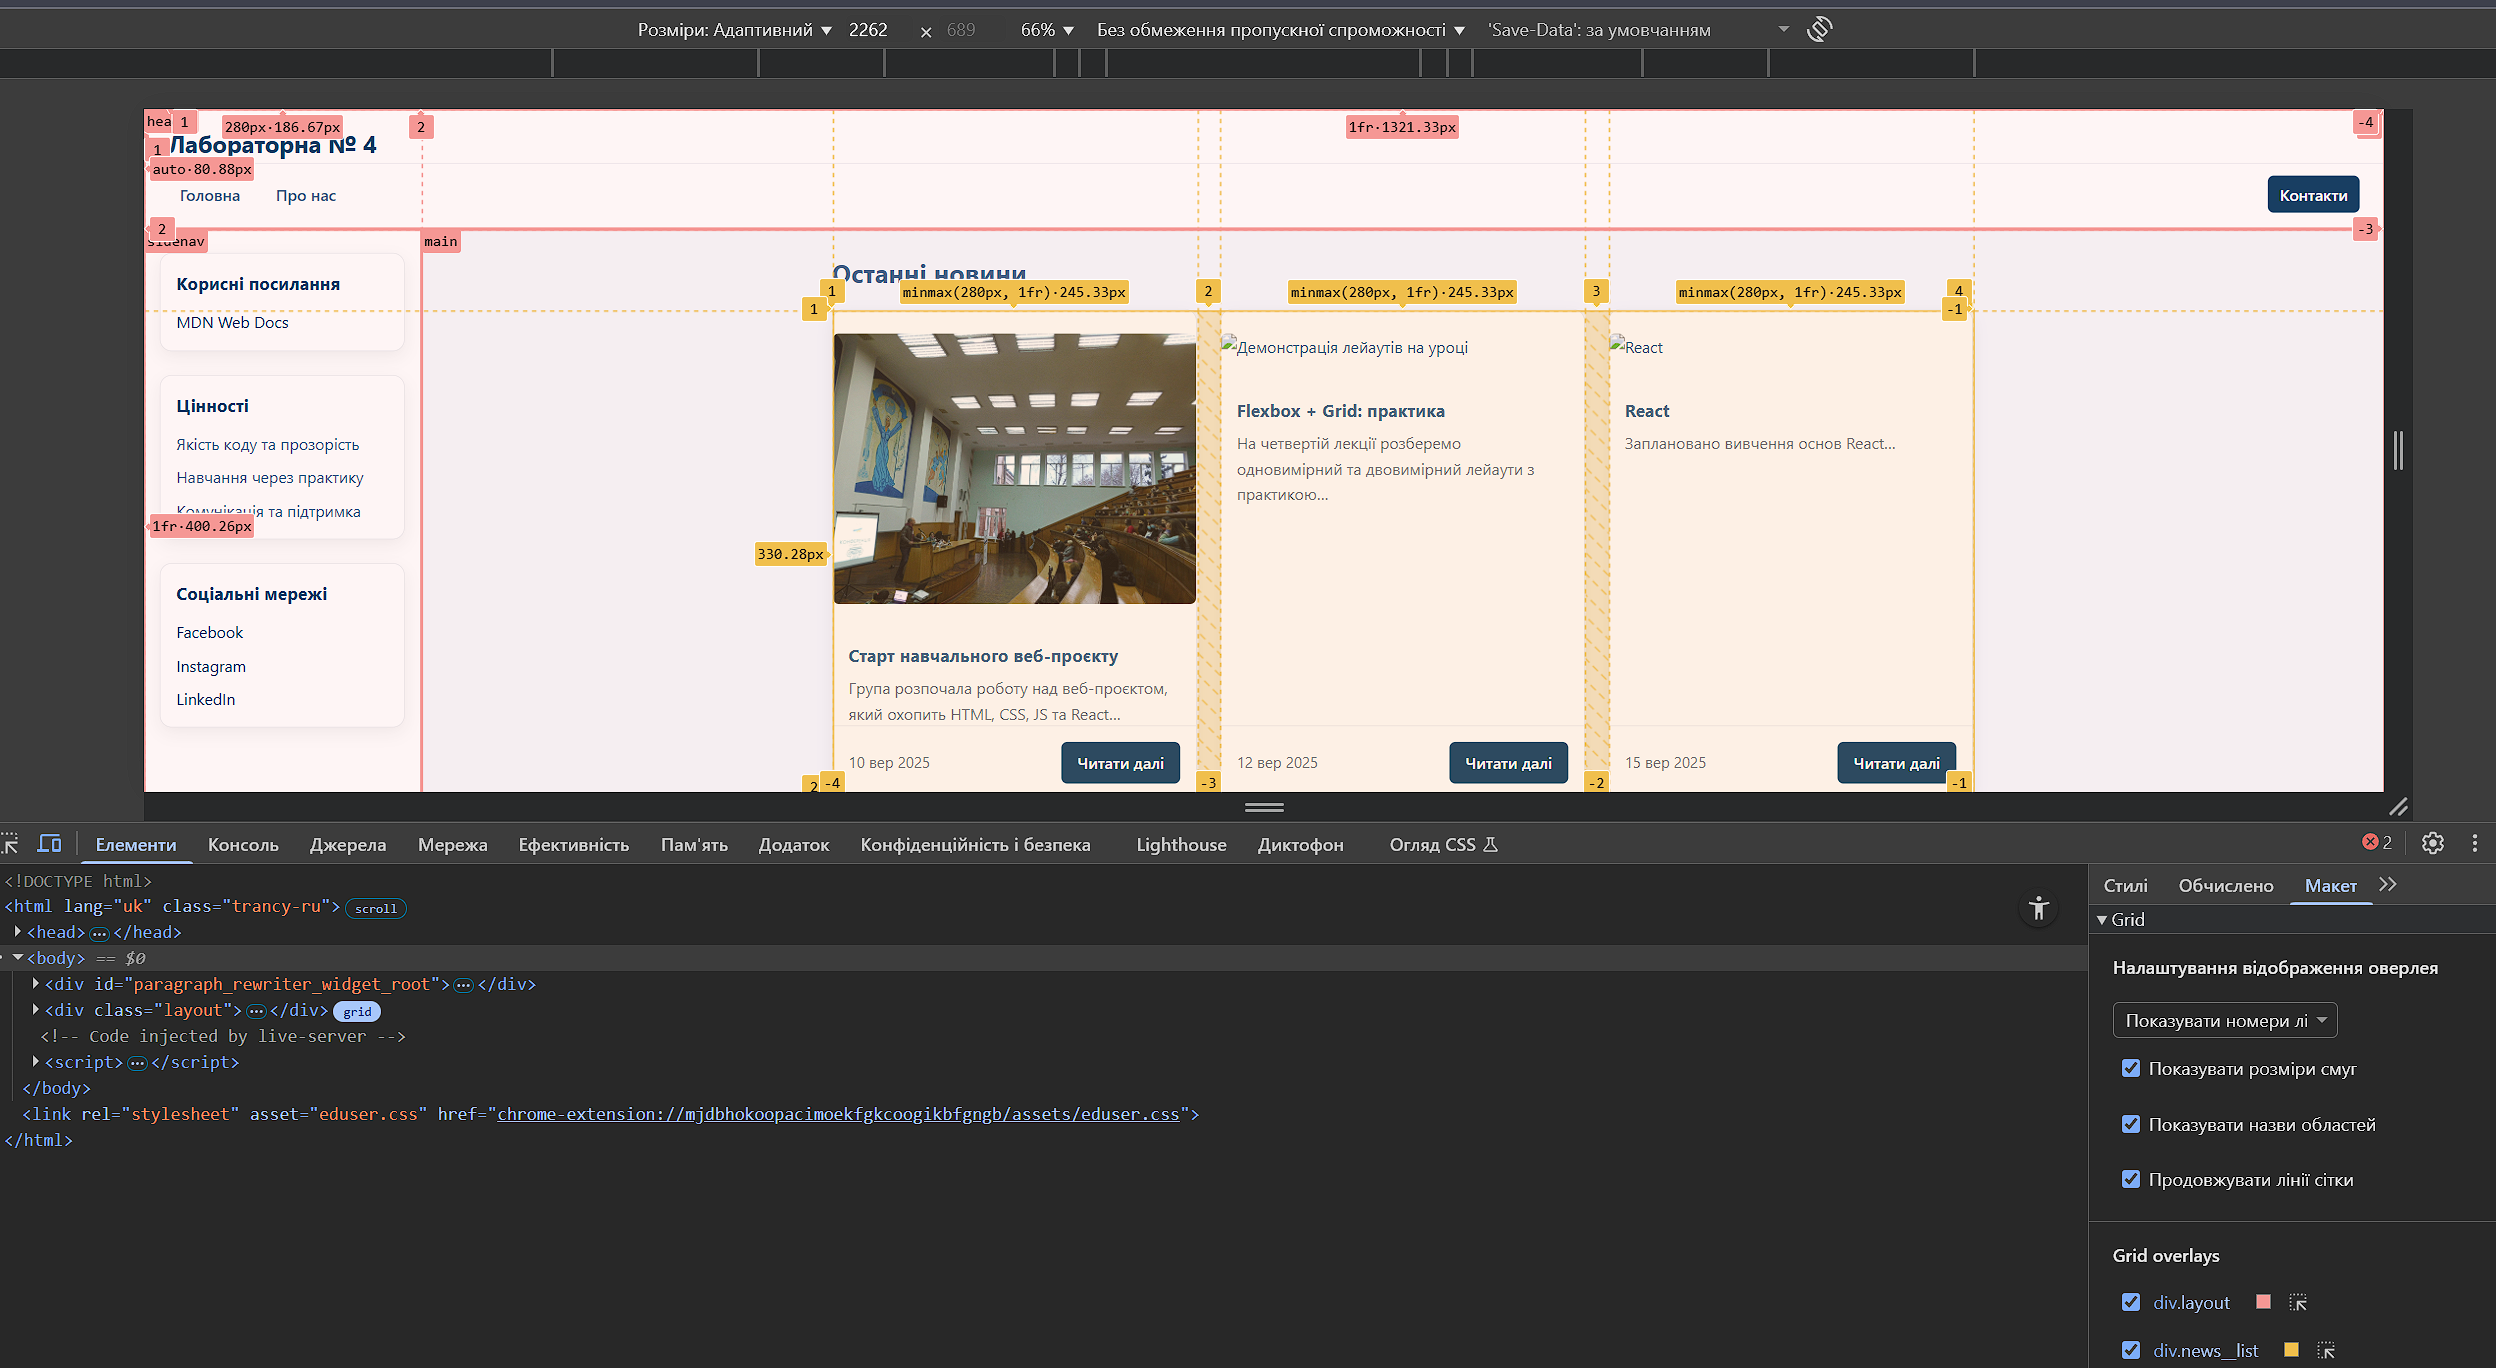 Розміри: Адаптивний 2262 × 689 66% Без обмеження пропускної спроможності 'Save-Data': за умовчанням
hea 1 280px·186.67px 2 1fr·1321.33px -4
Лабораторна № 4
1
auto·80.88px
Головна Про нас Контакти
2 -3
sidenav main
Корисні посилання
MDN Web Docs
Цінності
Якість коду та прозорість
Навчання через практику
Комунікація та підтримка
1fr·400.26px
Соціальні мережі
Facebook
Instagram
LinkedIn
Останні новини
1 minmax(280px, 1fr)·245.33px 2 minmax(280px, 1fr)·245.33px 3 minmax(280px, 1fr)·245.33px 4
1 -1
330.28px
Старт навчального веб-проєкту
Група розпочала роботу над веб-проєктом,
який охопить HTML, CSS, JS та React...
10 вер 2025 Читати далі
Демонстрація лейаутів на уроці
Flexbox + Grid: практика
На четвертій лекції розберемо
одновимірний та двовимірний лейаути з
практикою...
12 вер 2025 Читати далі
React
React
Заплановано вивчення основ React...
15 вер 2025 Читати далі
2 -4 -3 -2 -1
Елементи Консоль Джерела Мережа Ефективність Пам'ять Додаток Конфіденційність і безпека Lighthouse Диктофон Огляд CSS 2
<!DOCTYPE html>
<html lang="uk" class="trancy-ru"> scroll
<head> … </head>
<body> == $0
<div id="paragraph_rewriter_widget_root"> … </div>
<div class="layout"> … </div> grid
<!-- Code injected by live-server -->
<script> … </script>
</body>
<link rel="stylesheet" asset="eduser.css" href="chrome-extension://mjdbhokoopacimoekfgkcoogikbfgngb/assets/eduser.css">
</html>
Стилі Обчислено Макет
Grid
Налаштування відображення оверлея
Показувати номери лі
Показувати розміри смуг
Показувати назви областей
Продовжувати лінії сітки
Grid overlays
div.layout
div.news__list